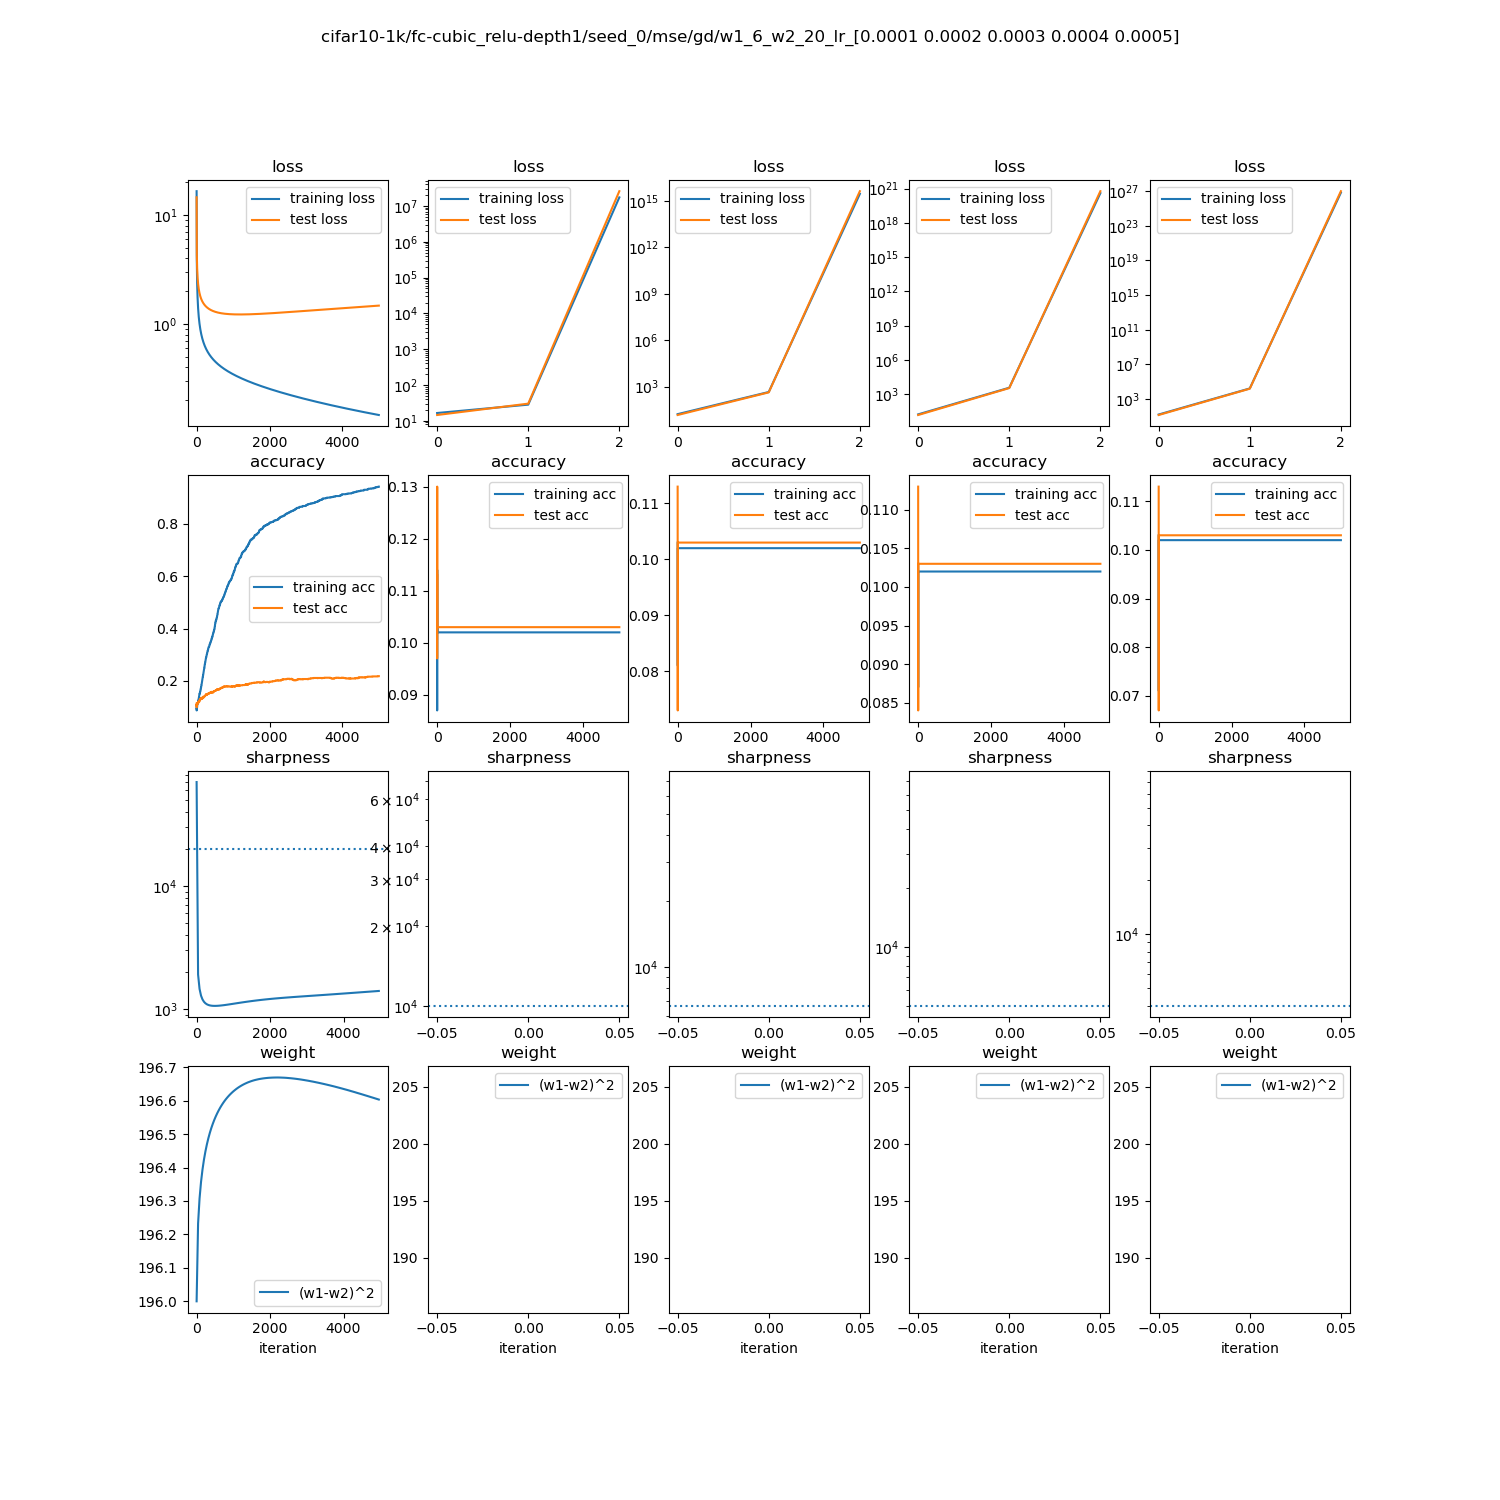 cifar10-1k/fc-cubic_relu-depth1/seed_0/mse/gd/w1_6_w2_20_lr_[0.0001 0.0002 0.0003 0.0004 0.0005]
loss loss loss loss loss
training loss training loss training loss training loss training loss
test loss test loss test loss test loss test loss
10^1 10^0
10^7 10^6 10^5 10^4 10^3 10^2 10^1
10^15 10^12 10^9 10^6 10^3
10^21 10^18 10^15 10^12 10^9 10^6 10^3
10^27 10^23 10^19 10^15 10^11 10^7 10^3
0 2000 4000 0 1 2 0 1 2 0 1 2 0 1 2
accuracy accuracy accuracy accuracy accuracy
training acc training acc training acc training acc training acc
test acc test acc test acc test acc test acc
0.8 0.6 0.4 0.2
0.13 0.12 0.11 0.10 0.09
0.11 0.10 0.09 0.08
0.110 0.105 0.100 0.095 0.090 0.085
0.11 0.10 0.09 0.08 0.07
0 2000 4000 0 2000 4000 0 2000 4000 0 2000 4000 0 2000 4000
sharpness sharpness sharpness sharpness sharpness
10^4 10^3
6 × 10^4 4 × 10^4 3 × 10^4 2 × 10^4 10^4
10^4
10^4
10^4
0 2000 4000 −0.05 0.00 0.05 −0.05 0.00 0.05 −0.05 0.00 0.05 −0.05 0.00 0.05
weight weight weight weight weight
(w1-w2)^2 (w1-w2)^2 (w1-w2)^2 (w1-w2)^2 (w1-w2)^2
196.7 196.6 196.5 196.4 196.3 196.2 196.1 196.0
205 200 195 190
205 200 195 190
205 200 195 190
205 200 195 190
0 2000 4000 −0.05 0.00 0.05 −0.05 0.00 0.05 −0.05 0.00 0.05 −0.05 0.00 0.05
iteration iteration iteration iteration iteration